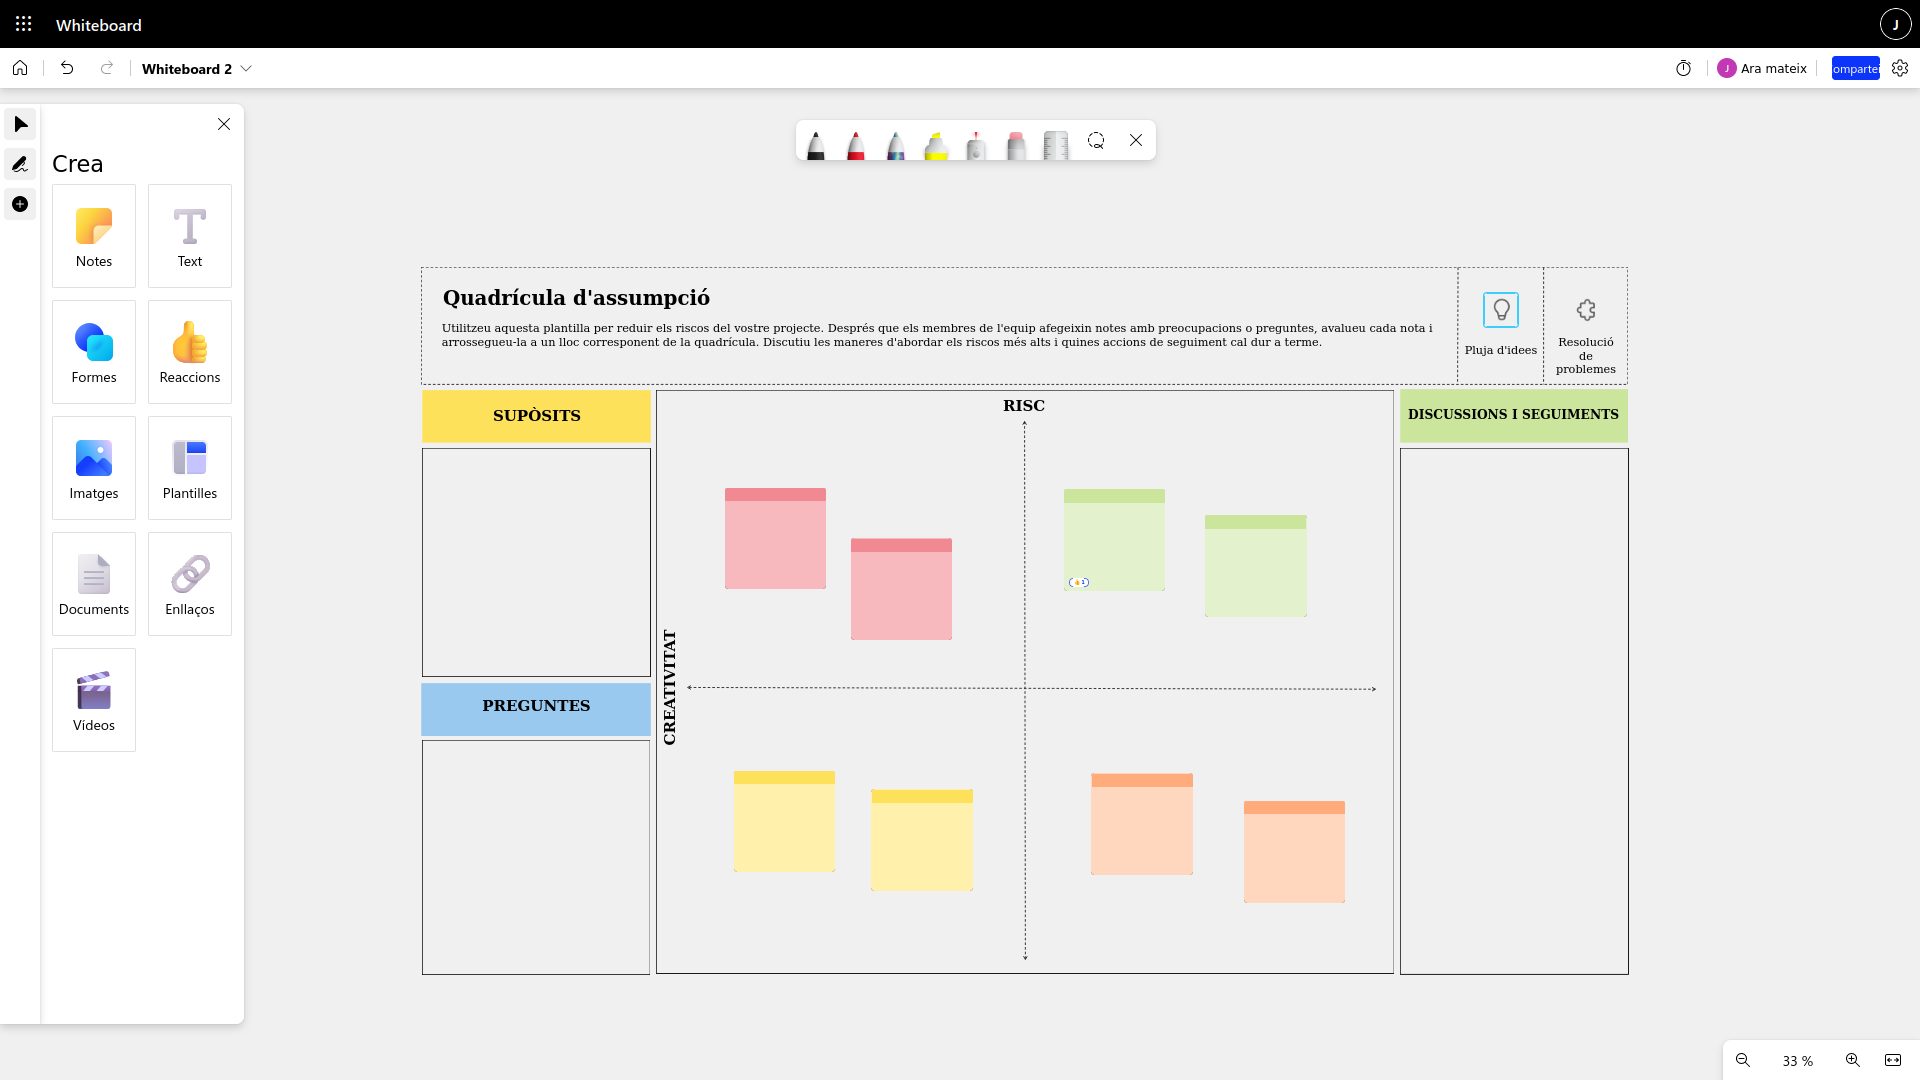 Whiteboard
J
Whiteboard 2
J
Ara mateix
omparte
Crea
Notes
Text
Formes
Reaccions
Imatges
Plantilles
Documents
Enllaços
Vídeos
Quadrícula d'assumpció
Utilitzeu aquesta plantilla per reduir els riscos del vostre projecte. Després que els membres de l'equip afegeixin notes amb preocupacions o preguntes, avalueu cada nota i
arrossegueu-la a un lloc corresponent de la quadrícula. Discutiu les maneres d'abordar els riscos més alts i quines accions de seguiment cal dur a terme.
Pluja d'idees
Resolució
de
problemes
SUPÒSITS
RISC
DISCUSSIONS I SEGUIMENTS
1
CREATIVITAT
PREGUNTES
33 %